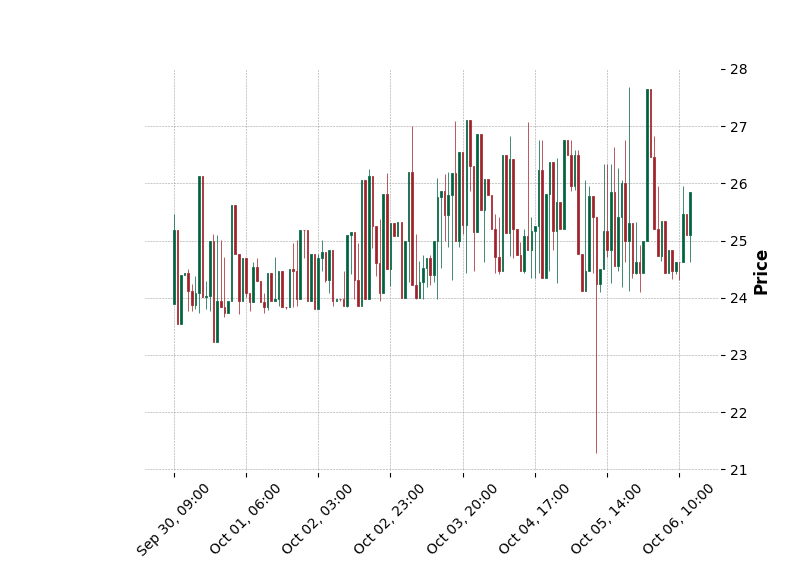 28
27
26
25
24
23
22
21
Price
Sep 30, 09:00
Oct 01, 06:00
Oct 02, 03:00
Oct 02, 23:00
Oct 03, 20:00
Oct 04, 17:00
Oct 05, 14:00
Oct 06, 10:00